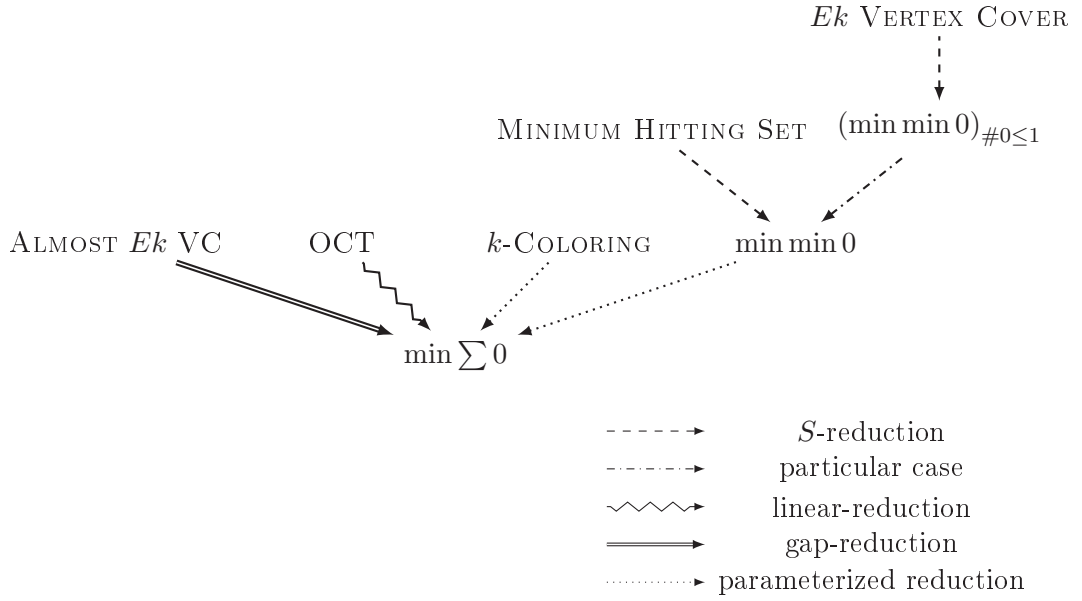 Ek VERTEX COVER
MINIMUM HITTING SET (min min 0)#0≤1
ALMOST Ek VC OCT k-COLORING min min 0
min ∑ 0
S-reduction
particular case
linear-reduction
gap-reduction
parameterized reduction